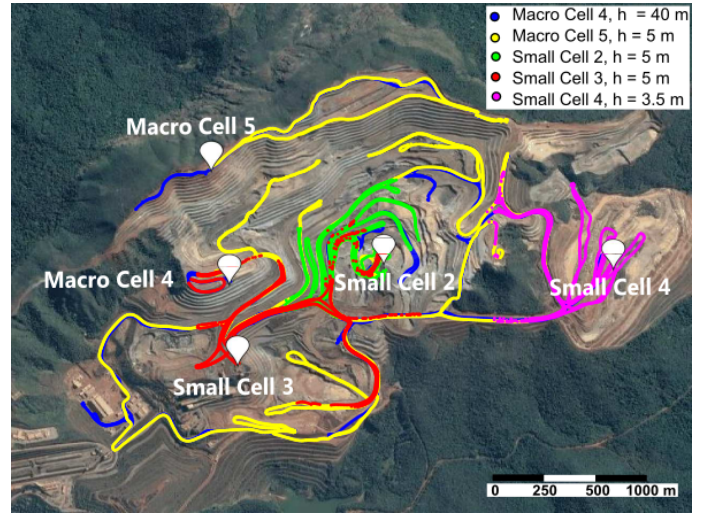 Macro Cell 4, h = 40 m
Macro Cell 5, h = 5 m
Small Cell 2, h = 5 m
Small Cell 3, h = 5 m
Small Cell 4, h = 3.5 m
Macro Cell 5
Macro Cell 4
Small Cell 2
Small Cell 4
Small Cell 3
0 250 500 1000 m